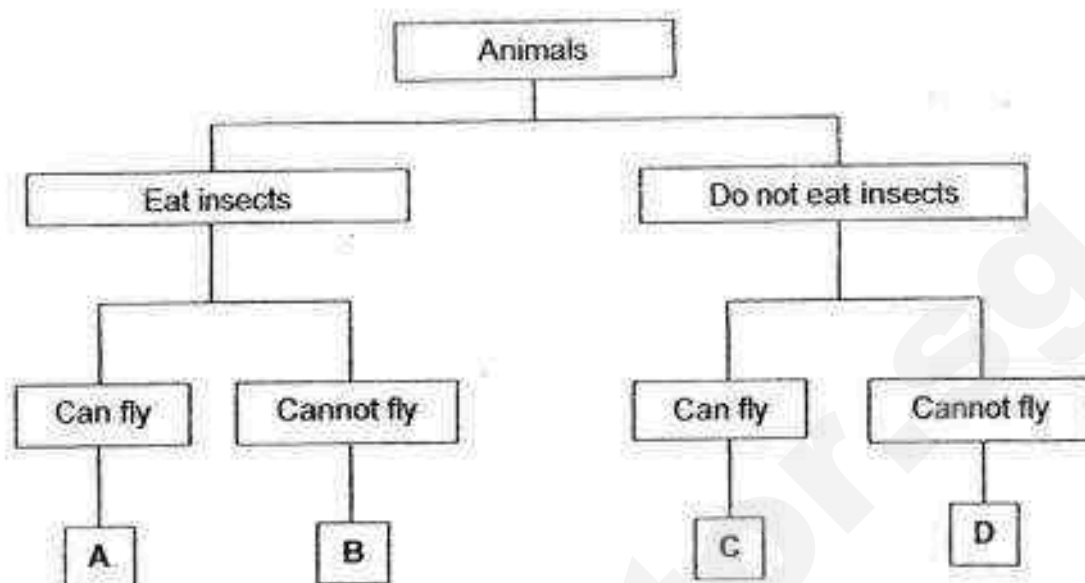 Animals
Eat insects
Do not eat insects
Can fly
Cannot fly
Can fly
Cannot fly
A
B
C
D